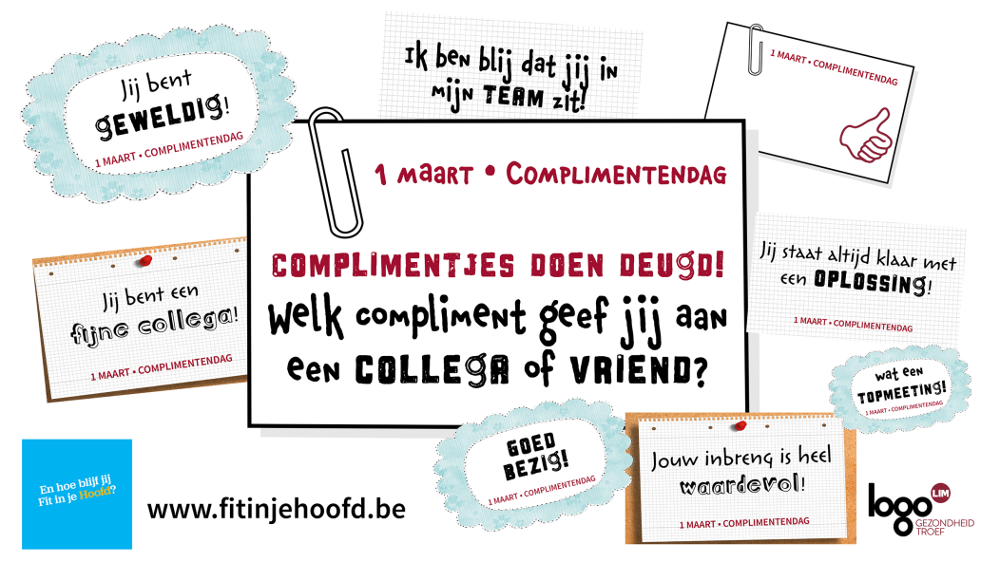 Jij bent
GEWELDIG!
1 MAART • COMPLIMENTENDAG
Ik ben blij dat jij in
mijn TEAM zit!
1 MAART • COMPLIMENTENDAG
1 MAART • COMPLIMENTENDAG
COMPLIMENTJES DOEN DEUGD!
Welk compliment geef jij aan
een COLLEGA of VRIEND?
Jij bent een
fijne collega!
1 MAART • COMPLIMENTENDAG
Jij staat altijd klaar met
een OPLOSSING!
1 MAART • COMPLIMENTENDAG
wat een
TOPMEETING!
1 MAART • COMPLIMENTENDAG
GOED
BEZIG!
1 MAART • COMPLIMENTENDAG
Jouw inbreng is heel
waardevol!
1 MAART • COMPLIMENTENDAG
En hoe blijf jij
Fit in je Hoofd?
www.fitinjehoofd.be
logo LIM
GEZONDHEID
TROEF